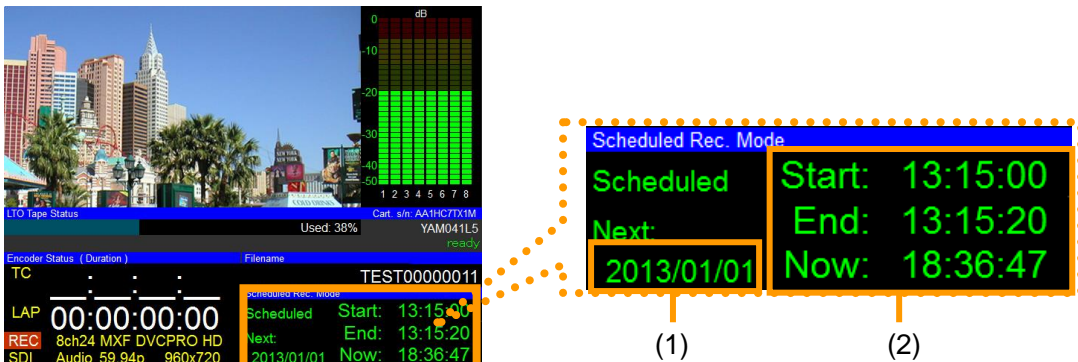 dB
0
-10
-20
-30
-40
-50
1 2 3 4 5 6 7 8
LTO Tape Status
Cart. s/n: AA1HC7TX1M
Used: 38%
YAM041L5
ready
Encoder Status ( Duration )
Filename
TC
__:__:__:__
TEST00000011
LAP
00:00:00:00
REC
8ch24 MXF DVCPRO HD
SDI
Audio 59.94p 960x720
Scheduled Rec. Mode
Scheduled Start: 13:15:00
Next: End: 13:15:20
2013/01/01 Now: 18:36:47
Scheduled Rec. Mode
Scheduled
Next:
2013/01/01
Start: 13:15:00
End: 13:15:20
Now: 18:36:47
(1)
(2)